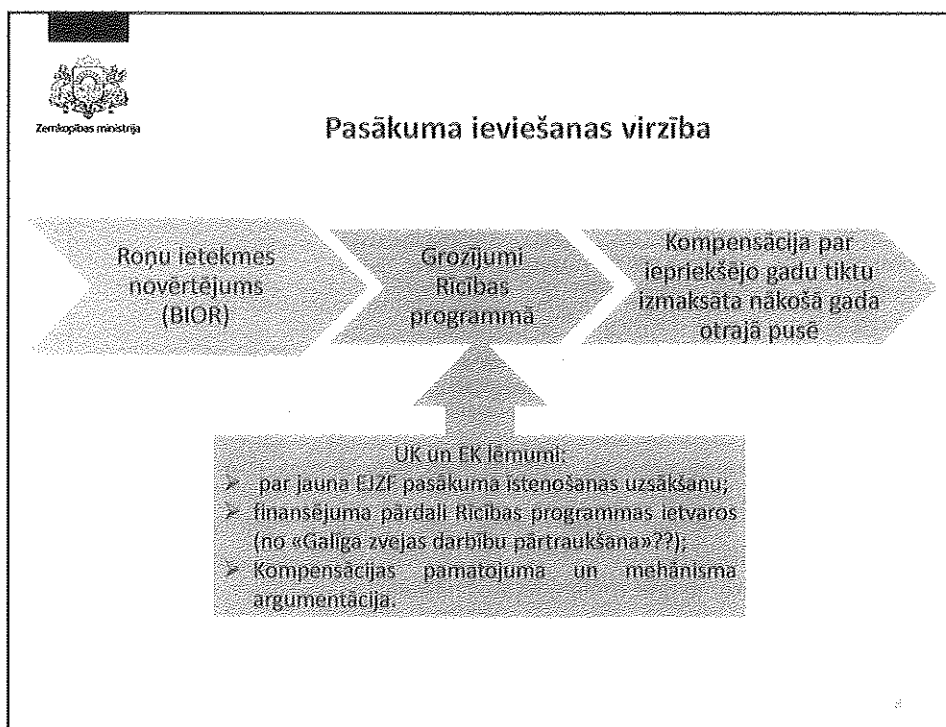 Zemkopības ministrija
Pasākuma ieviešanas virzība
Roņu ietekmes
novērtējums
(BIOR)
Grozījumi
Rīcības
programmā
Kompensācija par
iepriekšējo gadu tiktu
izmaksāta nākošā gada
otrajā pusē
UK un EK lēmumi:
➢ par jauna EJZF pasākuma īstenošanas uzsākšanu;
➢ finansējuma pārdali Rīcības programmas ietvaros
(no «Galīga zvejas darbību pārtraukšana»??);
➢ Kompensācijas pamatojuma un mehānisma
argumentācija.